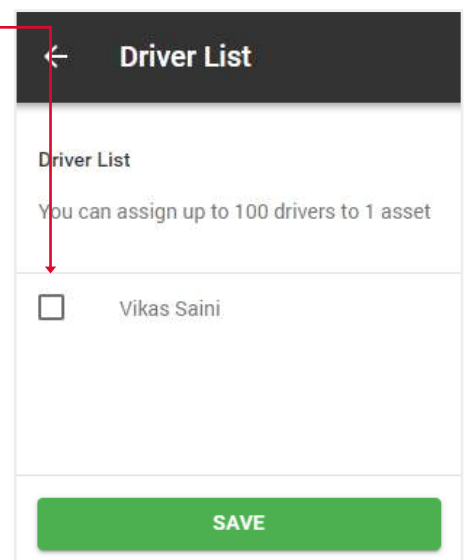 Driver List
Driver List
You can assign up to 100 drivers to 1 asset
Vikas Saini
SAVE